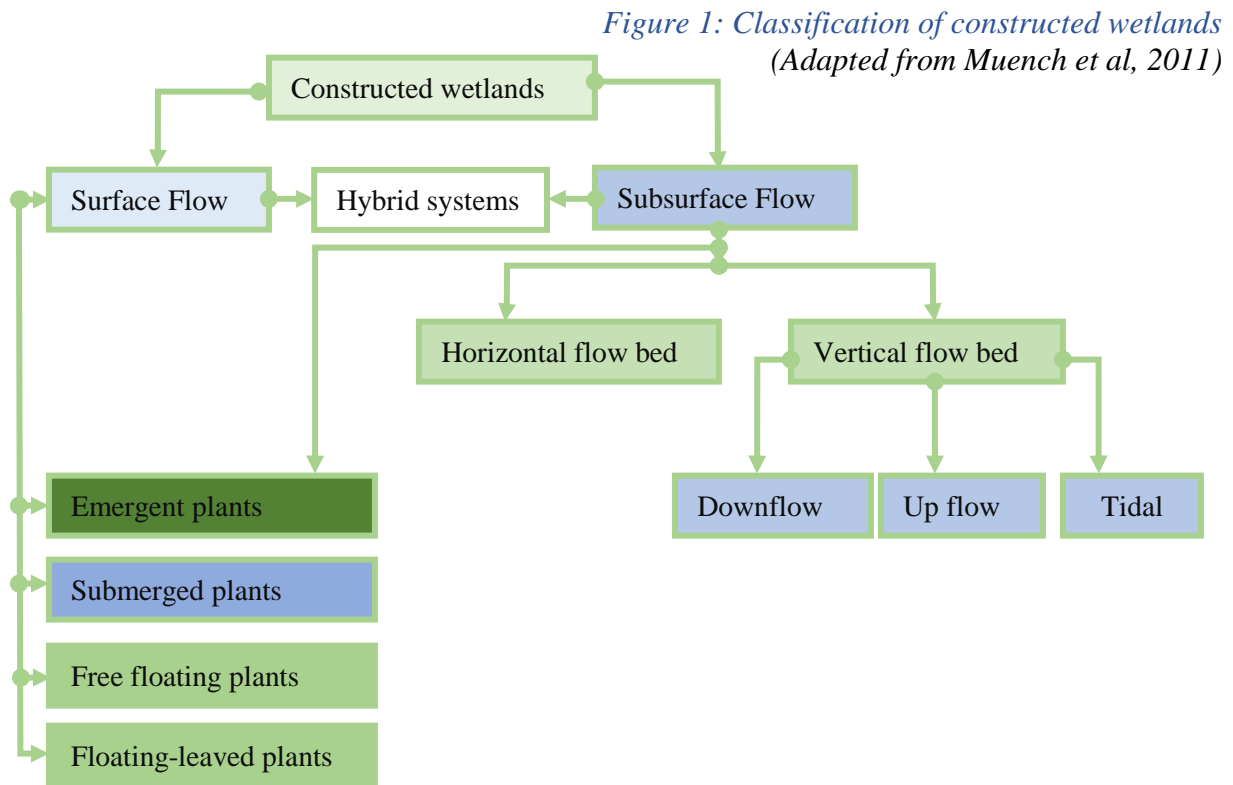 Figure 1: Classification of constructed wetlands
(Adapted from Muench et al, 2011)
Constructed wetlands
Surface Flow
Hybrid systems
Subsurface Flow
Horizontal flow bed
Vertical flow bed
Emergent plants
Downflow
Up flow
Tidal
Submerged plants
Free floating plants
Floating-leaved plants